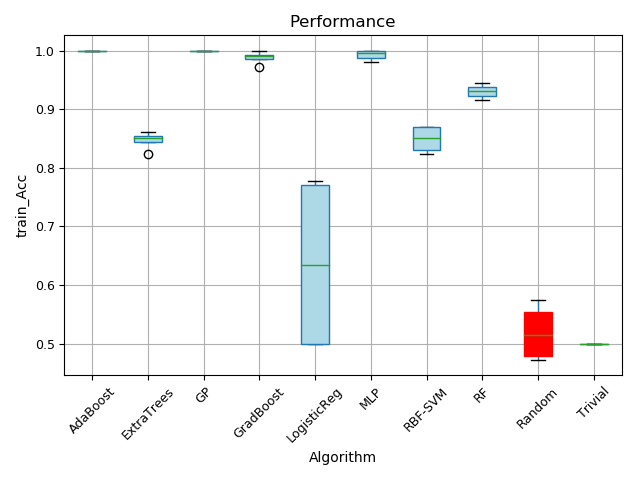 Performance
train_Acc
1.0
0.9
0.8
0.7
0.6
0.5
AdaBoost
ExtraTrees
GP
GradBoost
LogisticReg
MLP
RBF-SVM
RF
Random
Trivial
Algorithm